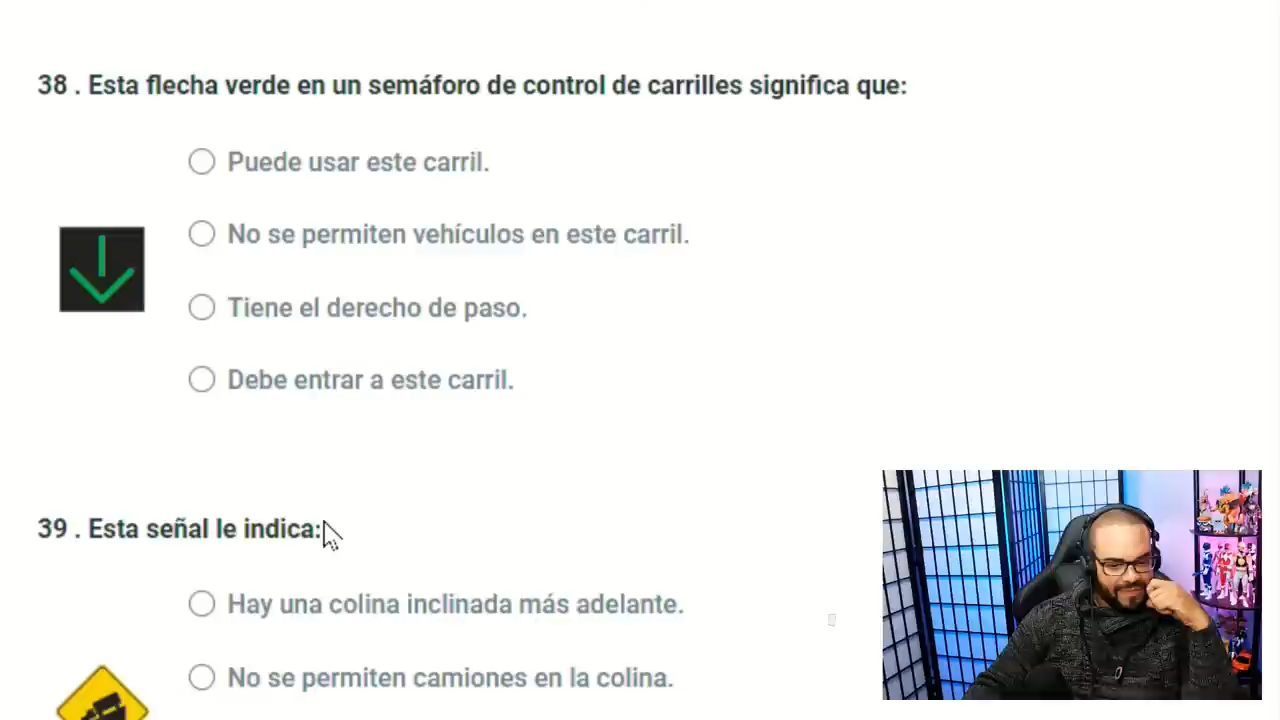 38 . Esta flecha verde en un semáforo de control de carrilles significa que:
Puede usar este carril.
No se permiten vehículos en este carril.
Tiene el derecho de paso.
Debe entrar a este carril.
39 . Esta señal le indica:
Hay una colina inclinada más adelante.
No se permiten camiones en la colina.